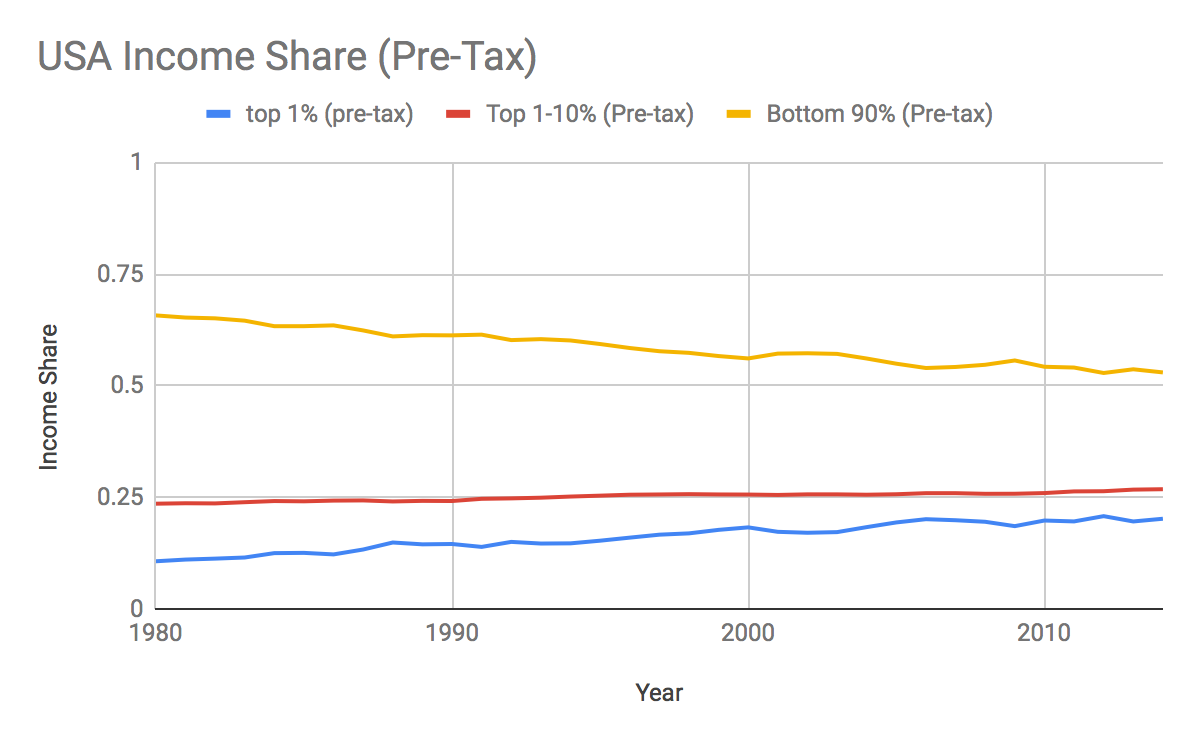 USA Income Share (Pre-Tax)
top 1% (pre-tax) Top 1-10% (Pre-tax) Bottom 90% (Pre-tax)
1
0.75
0.5
0.25
0
Income Share
1980 1990 2000 2010
Year